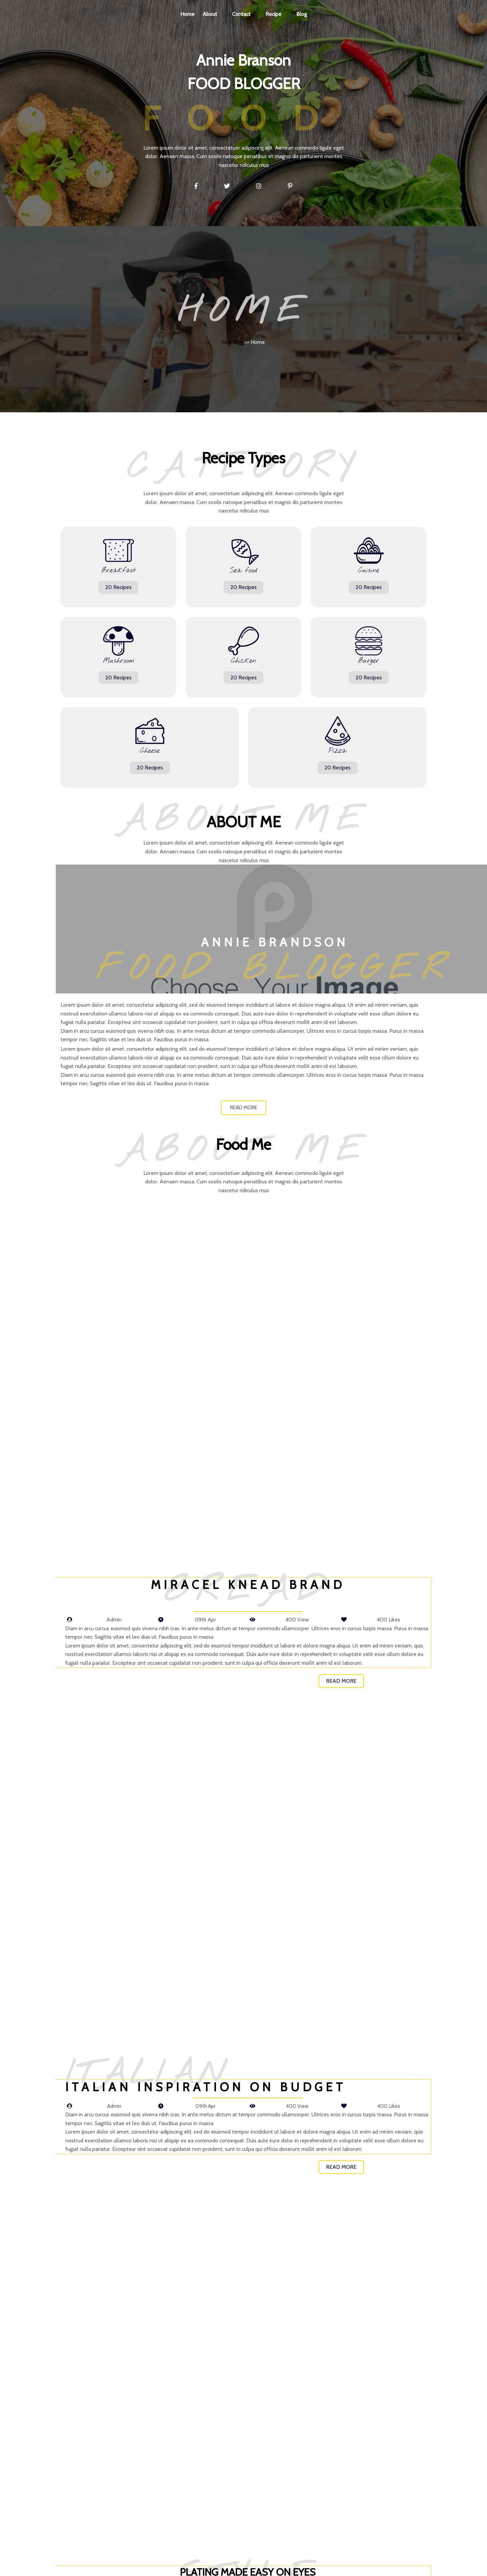 Home About Contact Recipe Blog
Annie Branson
FOOD BLOGGER
FOOD
Lorem ipsum dolor sit amet, consectetuer adipiscing elit. Aenean commodo ligule eget
dolor. Aenaen massa, Cum soolis natoque penatibus et magnis dis parturient montes
nascetur ridiculus mus
HOME
>> Home
CATEGORY
Recipe Types
Lorem ipsum dolor sit amet, consectetuer adipiscing elit. Aenean commodo ligule eget
dolor. Aenaen massa, Cum soolis natoque penatibus et magnis dis parturient montes
nascetur ridiculus mus
Breakfast
20 Recipes
Sea food
20 Recipes
Cuisine
20 Recipes
Mushroom
20 Recipes
Chicken
20 Recipes
Burger
20 Recipes
Cheese
20 Recipes
Pizza
20 Recipes
ABOUT ME
ABOUT ME
Lorem ipsum dolor sit amet, consectetuer adipiscing elit. Aenean commodo ligule eget
dolor. Aenaen massa, Cum soolis natoque penatibus et magnis dis parturient montes
nascetur ridiculus mus
ANNIE BRANDSON
FOOD BLOGGER
Choose Your Image
Lorem ipsum dolor sit amet, consectetur adipiscing elit, sed do eiusmod tempor incididunt ut labore et dolore magna aliqua. Ut enim ad minim veniam, quis
nostrud exercitation ullamco laboris nisi ut aliquip ex ea commodo consequat. Duis aute irure dolor in reprehenderit in voluptate velit esse cillum dolore eu
fugiat nulla pariatur. Excepteur sint occaecat cupidatat non proident, sunt in culpa qui officia deserunt mollit anim id est laborum.
Diam in arcu cursus euismod quis viverra nibh cras. In ante metus dictum at tempor commodo ullamcorper. Ultrices eros in cursus turpis massa. Purus in massa
tempor nec. Sagittis vitae et leo duis ut. Faucibus purus in massa
Lorem ipsum dolor sit amet, consectetur adipiscing elit, sed do eiusmod tempor incididunt ut labore et dolore magna aliqua. Ut enim ad minim veniam, quis
nostrud exercitation ullamco laboris nisi ut aliquip ex ea commodo consequat. Duis aute irure dolor in reprehenderit in voluptate velit esse cillum dolore eu
fugiat nulla pariatur. Excepteur sint occaecat cupidatat non proident, sunt in culpa qui officia deserunt mollit anim id est laborum.
Diam in arcu cursus euismod quis viverra nibh cras. In ante metus dictum at tempor commodo ullamcorper. Ultrices eros in cursus turpis massa. Purus in massa
tempor nec. Sagittis vitae et leo duis ut. Faucibus purus in massa
READ MORE
ABOUT ME
Food Me
Lorem ipsum dolor sit amet, consectetuer adipiscing elit. Aenean commodo ligule eget
dolor. Aenaen massa, Cum soolis natoque penatibus et magnis dis parturient montes
nascetur ridiculus mus
BREAD
MIRACEL KNEAD BRAND
Admin 09th Apr 400 View 400 Likes
Diam in arcu cursus euismod quis viverra nibh cras. In ante metus dictum at tempor commodo ullamcorper. Ultrices eros in cursus turpis massa. Purus in massa
tempor nec. Sagittis vitae et leo duis ut. Faucibus purus in massa
Lorem ipsum dolor sit amet, consectetur adipiscing elit, sed do eiusmod tempor incididunt ut labore et dolore magna aliqua. Ut enim ad minim veniam, quis
nostrud exercitation ullamco laboris nisi ut aliquip ex ea commodo consequat. Duis aute irure dolor in reprehenderit in voluptate velit esse cillum dolore eu
fugiat nulla pariatur. Excepteur sint occaecat cupidatat non proident, sunt in culpa qui officia deserunt mollit anim id est laborum.
READ MORE
ITALIAN
ITALIAN INSPIRATION ON BUDGET
Admin 09th Apr 400 View 400 Likes
Diam in arcu cursus euismod quis viverra nibh cras. In ante metus dictum at tempor commodo ullamcorper. Ultrices eros in cursus turpis massa. Purus in massa
tempor nec. Sagittis vitae et leo duis ut. Faucibus purus in massa
Lorem ipsum dolor sit amet, consectetur adipiscing elit, sed do eiusmod tempor incididunt ut labore et dolore magna aliqua. Ut enim ad minim veniam, quis
nostrud exercitation ullamco laboris nisi ut aliquip ex ea commodo consequat. Duis aute irure dolor in reprehenderit in voluptate velit esse cillum dolore eu
fugiat nulla pariatur. Excepteur sint occaecat cupidatat non proident, sunt in culpa qui officia deserunt mollit anim id est laborum.
READ MORE
PLATING MADE EASY ON EYES